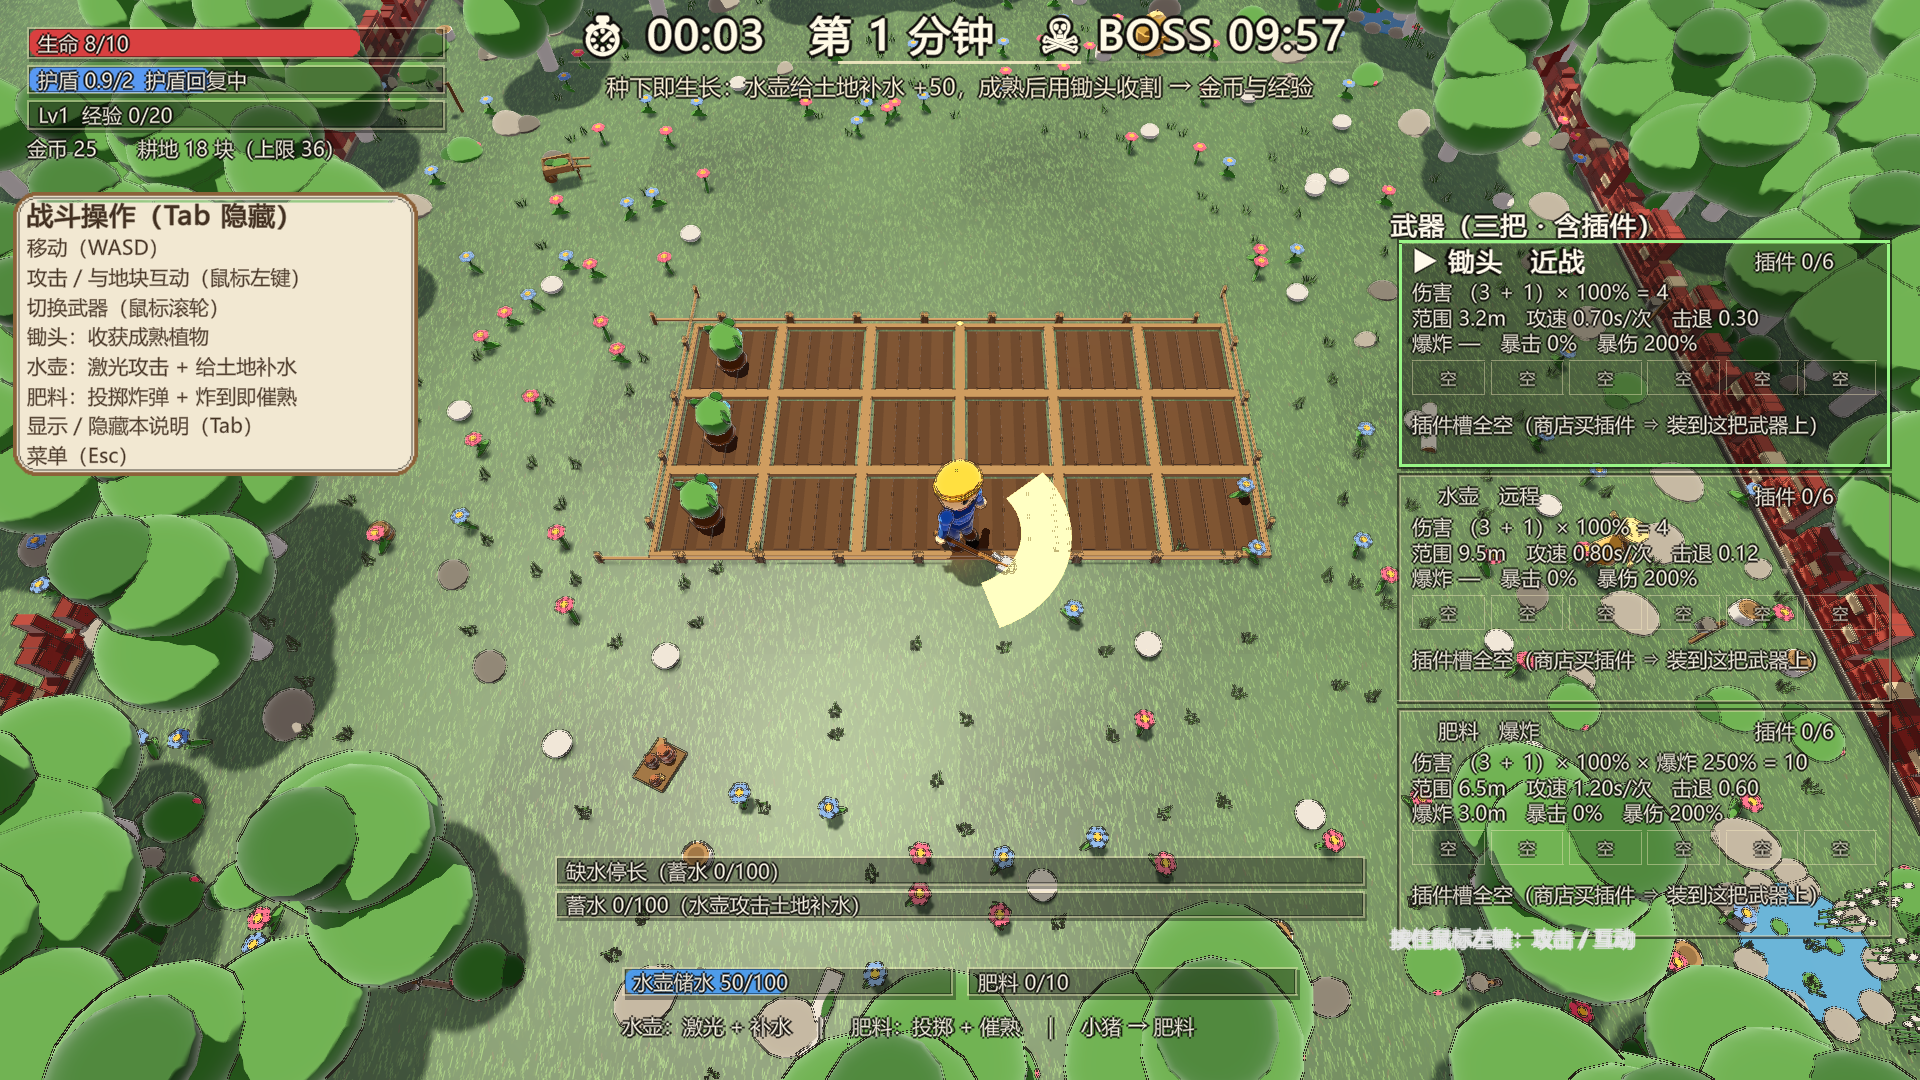 生命 8/10
护盾 0.9/2 护盾回复中
Lv1 经验 0/20
金币 25 耕地 18 块（上限 36）
00:03 第 1 分钟 BOSS 09:57
种下即生长：水壶给土地补水 +50，成熟后用锄头收割 → 金币与经验
战斗操作（Tab 隐藏）
移动（WASD）
攻击 / 与地块互动（鼠标左键）
切换武器（鼠标滚轮）
锄头：收获成熟植物
水壶：激光攻击 + 给土地补水
肥料：投掷炸弹 + 炸到即催熟
显示 / 隐藏本说明（Tab）
菜单（Esc）
武器（三把 · 含插件）
▶ 锄头 近战 插件 0/6
伤害 （3 + 1）× 100% = 4
范围 3.2m 攻速 0.70s/次 击退 0.30
爆炸 — 暴击 0% 暴伤 200%
空 空 空 空 空 空
插件槽全空（商店买插件 ⇒ 装到这把武器上）
水壶 远程 插件 0/6
伤害 （3 + 1）× 100% = 4
范围 9.5m 攻速 0.80s/次 击退 0.12
爆炸 — 暴击 0% 暴伤 200%
空 空 空 空 空 空
插件槽全空（商店买插件 ⇒ 装到这把武器上）
肥料 爆炸 插件 0/6
伤害 （3 + 1）× 100% × 爆炸 250% = 10
范围 6.5m 攻速 1.20s/次 击退 0.60
爆炸 3.0m 暴击 0% 暴伤 200%
空 空 空 空 空 空
插件槽全空（商店买插件 ⇒ 装到这把武器上）
按住鼠标左键：攻击 / 互动
缺水停长（蓄水 0/100）
蓄水 0/100（水壶攻击土地补水）
水壶储水 50/100 肥料 0/10
水壶：激光 + 补水 | 肥料：投掷 + 催熟 | 小猪 → 肥料